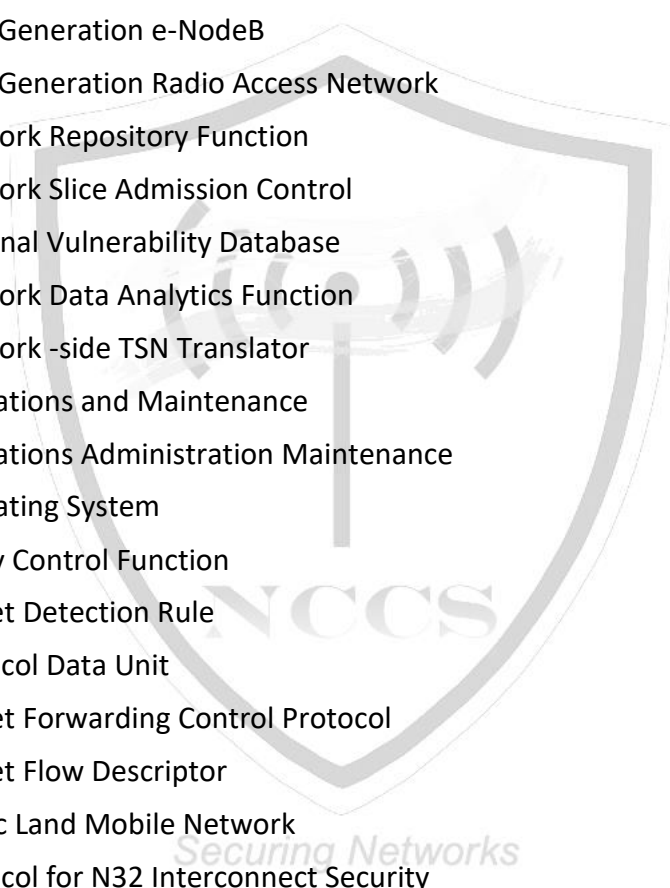 Generation e-NodeB
Generation Radio Access Network
ork Repository Function
ork Slice Admission Control
nal Vulnerability Database
ork Data Analytics Function
ork -side TSN Translator
ations and Maintenance
ations Administration Maintenance
ating System
y Control Function
et Detection Rule
NCCS
col Data Unit
et Forwarding Control Protocol
et Flow Descriptor
c Land Mobile Network
Securing Networks
col for N32 Interconnect Security